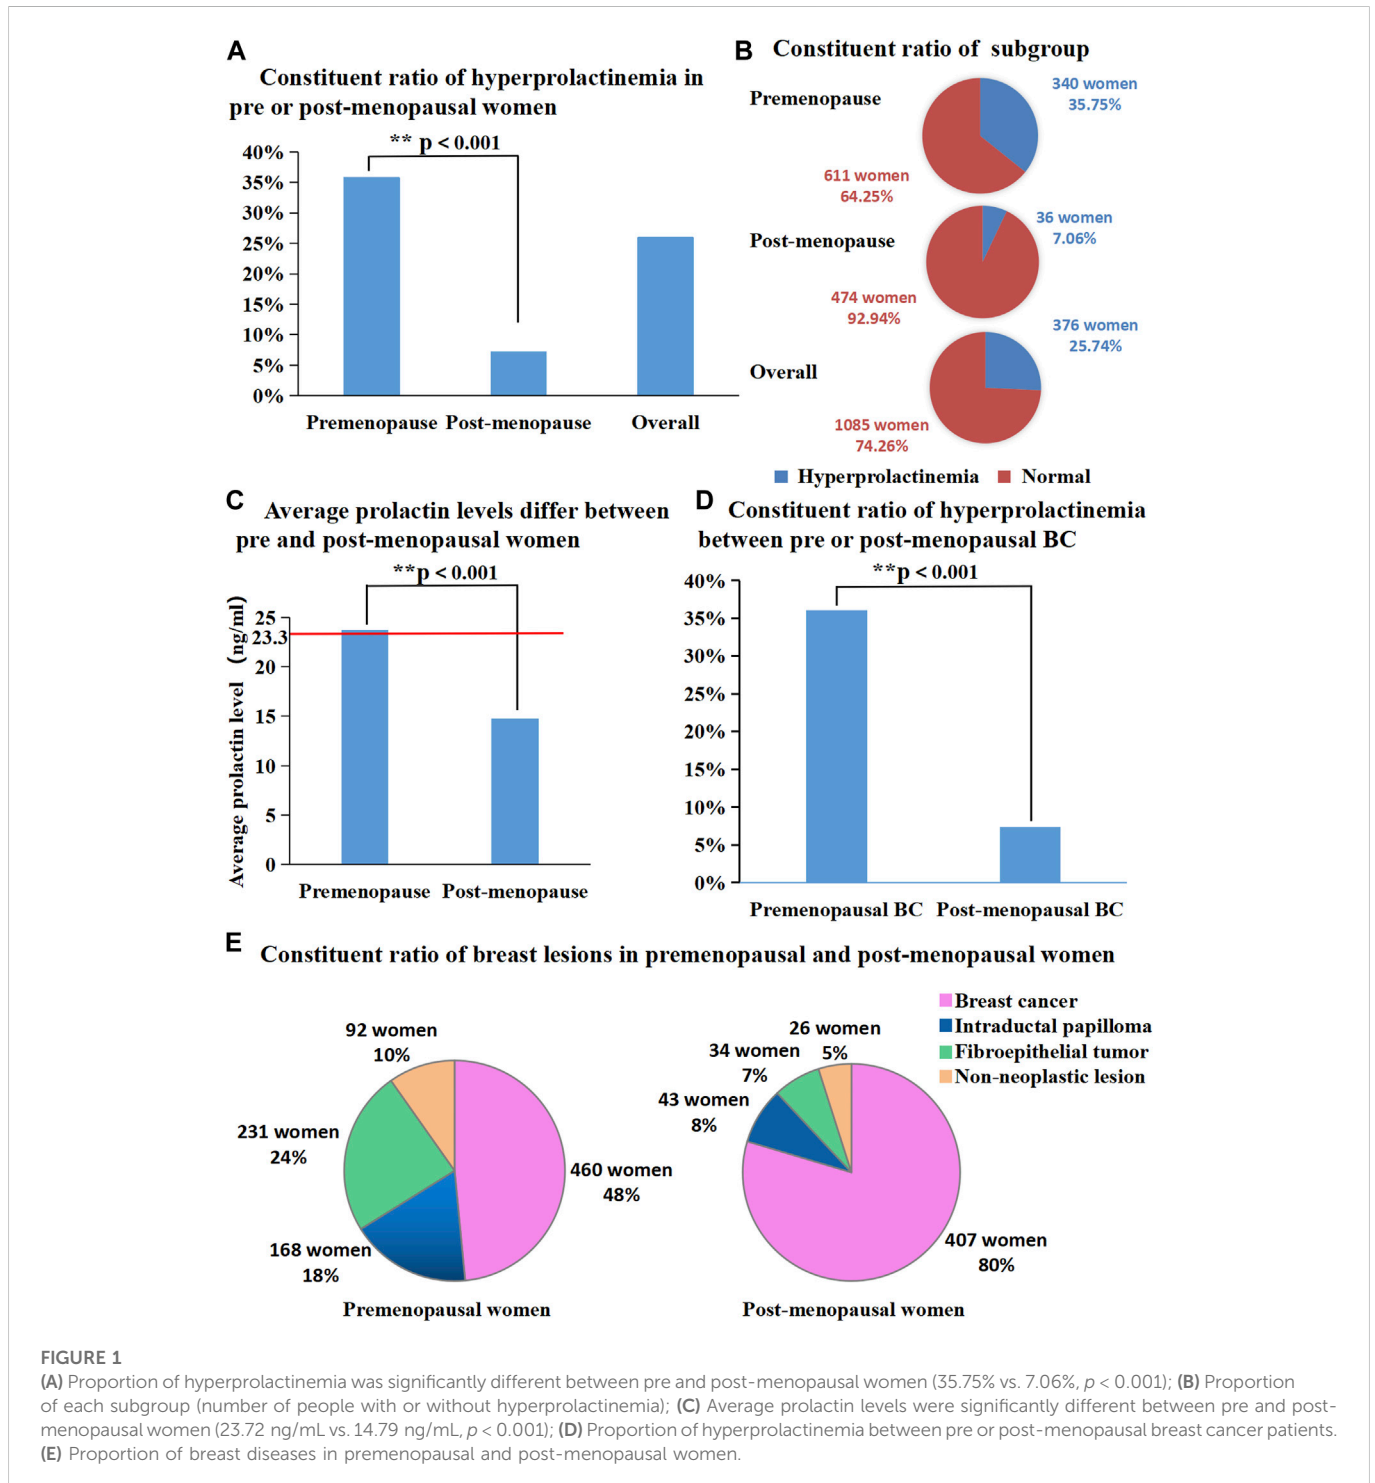 A
Constituent ratio of hyperprolactinemia in
pre or post-menopausal women
** p < 0.001
40%
35%
30%
25%
20%
15%
10%
5%
0%
Premenopause Post-menopause Overall
B
Constituent ratio of subgroup
Premenopause
340 women
35.75%
611 women
64.25%
Post-menopause
36 women
7.06%
474 women
92.94%
Overall
376 women
25.74%
1085 women
74.26%
Hyperprolactinemia Normal
C
Average prolactin levels differ between
pre and post-menopausal women
**p < 0.001
Average prolactin level (ng/ml)
25
23.3
20
15
10
5
0
Premenopause Post-menopause
D
Constituent ratio of hyperprolactinemia
between pre or post-menopausal BC
**p < 0.001
40%
35%
30%
25%
20%
15%
10%
5%
0%
Premenopausal BC Post-menopausal BC
E
Constituent ratio of breast lesions in premenopausal and post-menopausal women
92 women
10%
231 women
24%
168 women
18%
460 women
48%
Premenopausal women
26 women
5%
34 women
7%
43 women
8%
407 women
80%
Post-menopausal women
Breast cancer
Intraductal papilloma
Fibroepithelial tumor
Non-neoplastic lesion
FIGURE 1
(A) Proportion of hyperprolactinemia was significantly different between pre and post-menopausal women (35.75% vs. 7.06%, p < 0.001); (B) Proportion
of each subgroup (number of people with or without hyperprolactinemia); (C) Average prolactin levels were significantly different between pre and post-
menopausal women (23.72 ng/mL vs. 14.79 ng/mL, p < 0.001); (D) Proportion of hyperprolactinemia between pre or post-menopausal breast cancer patients.
(E) Proportion of breast diseases in premenopausal and post-menopausal women.